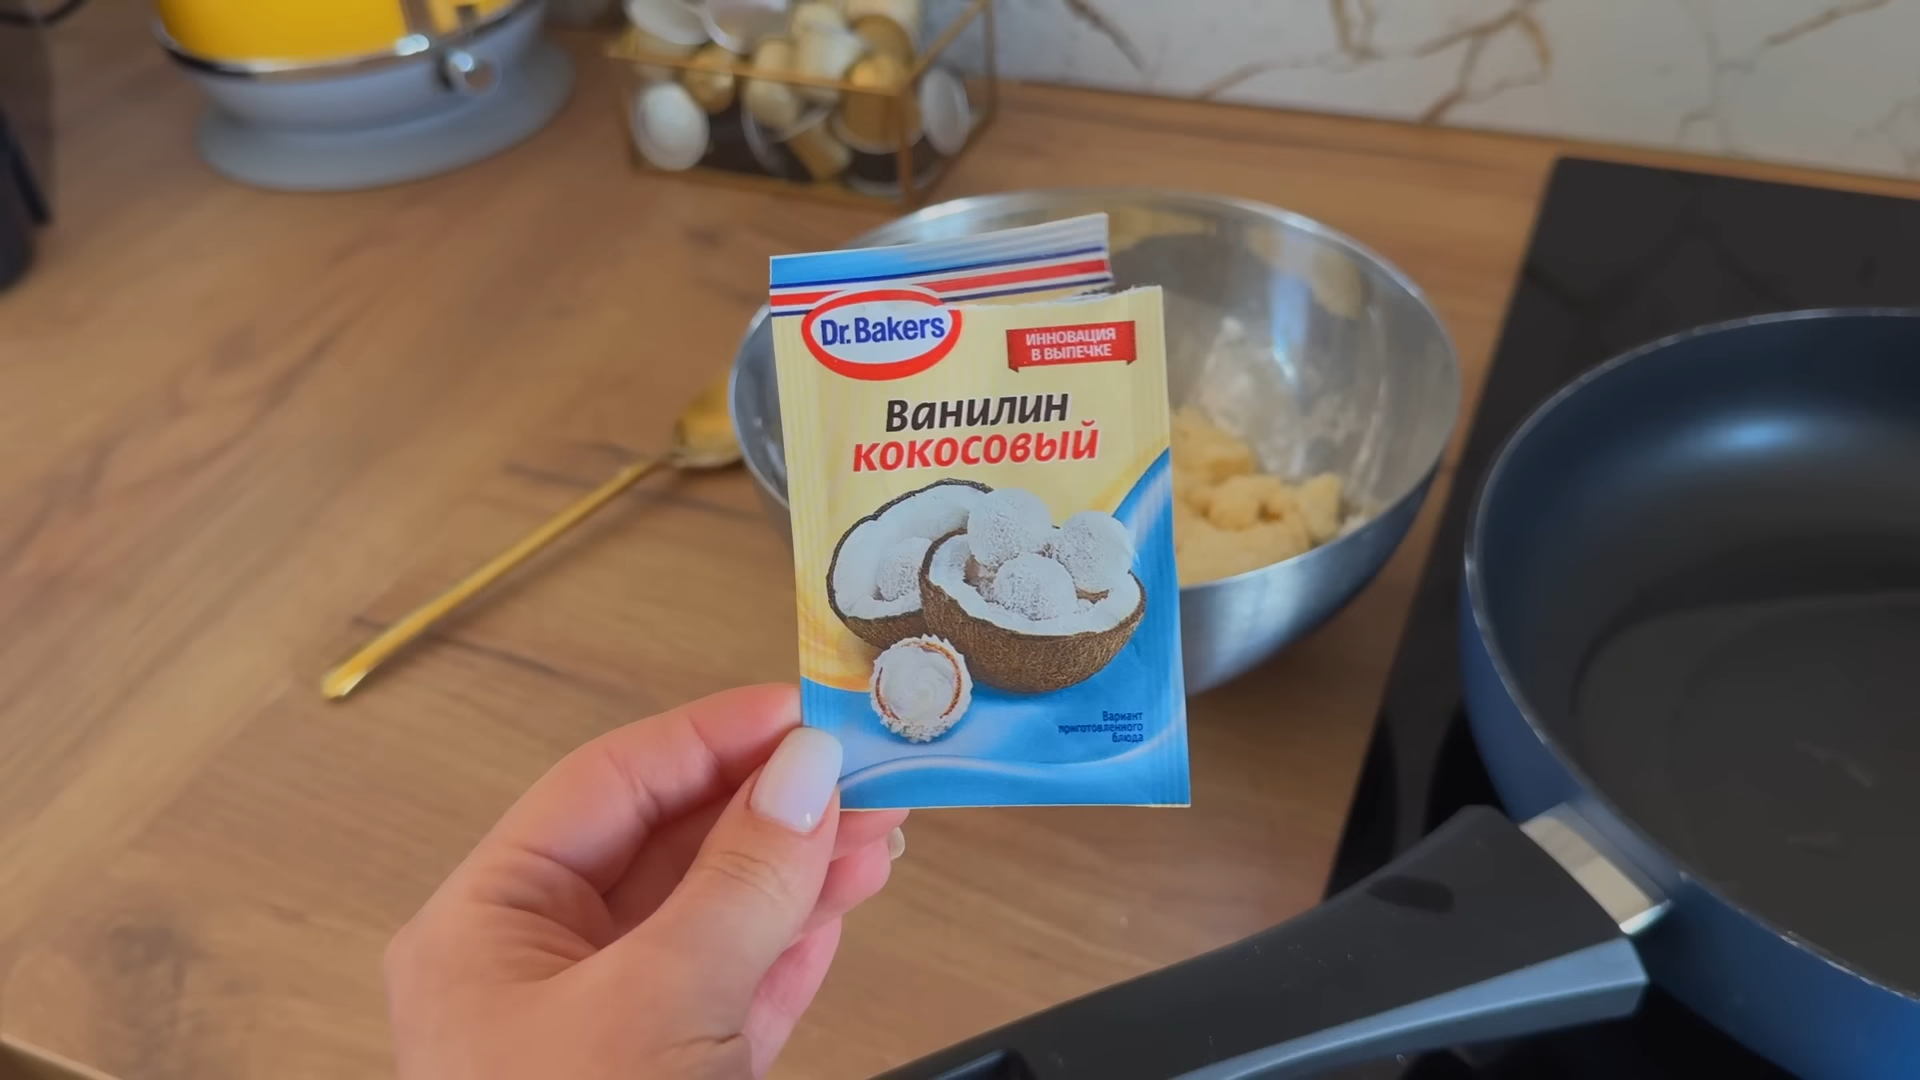 Dr. Bakers
ИННОВАЦИЯ
В ВЫПЕЧКЕ
Ванилин
кокосовый
Вариант
приготовленного
блюда